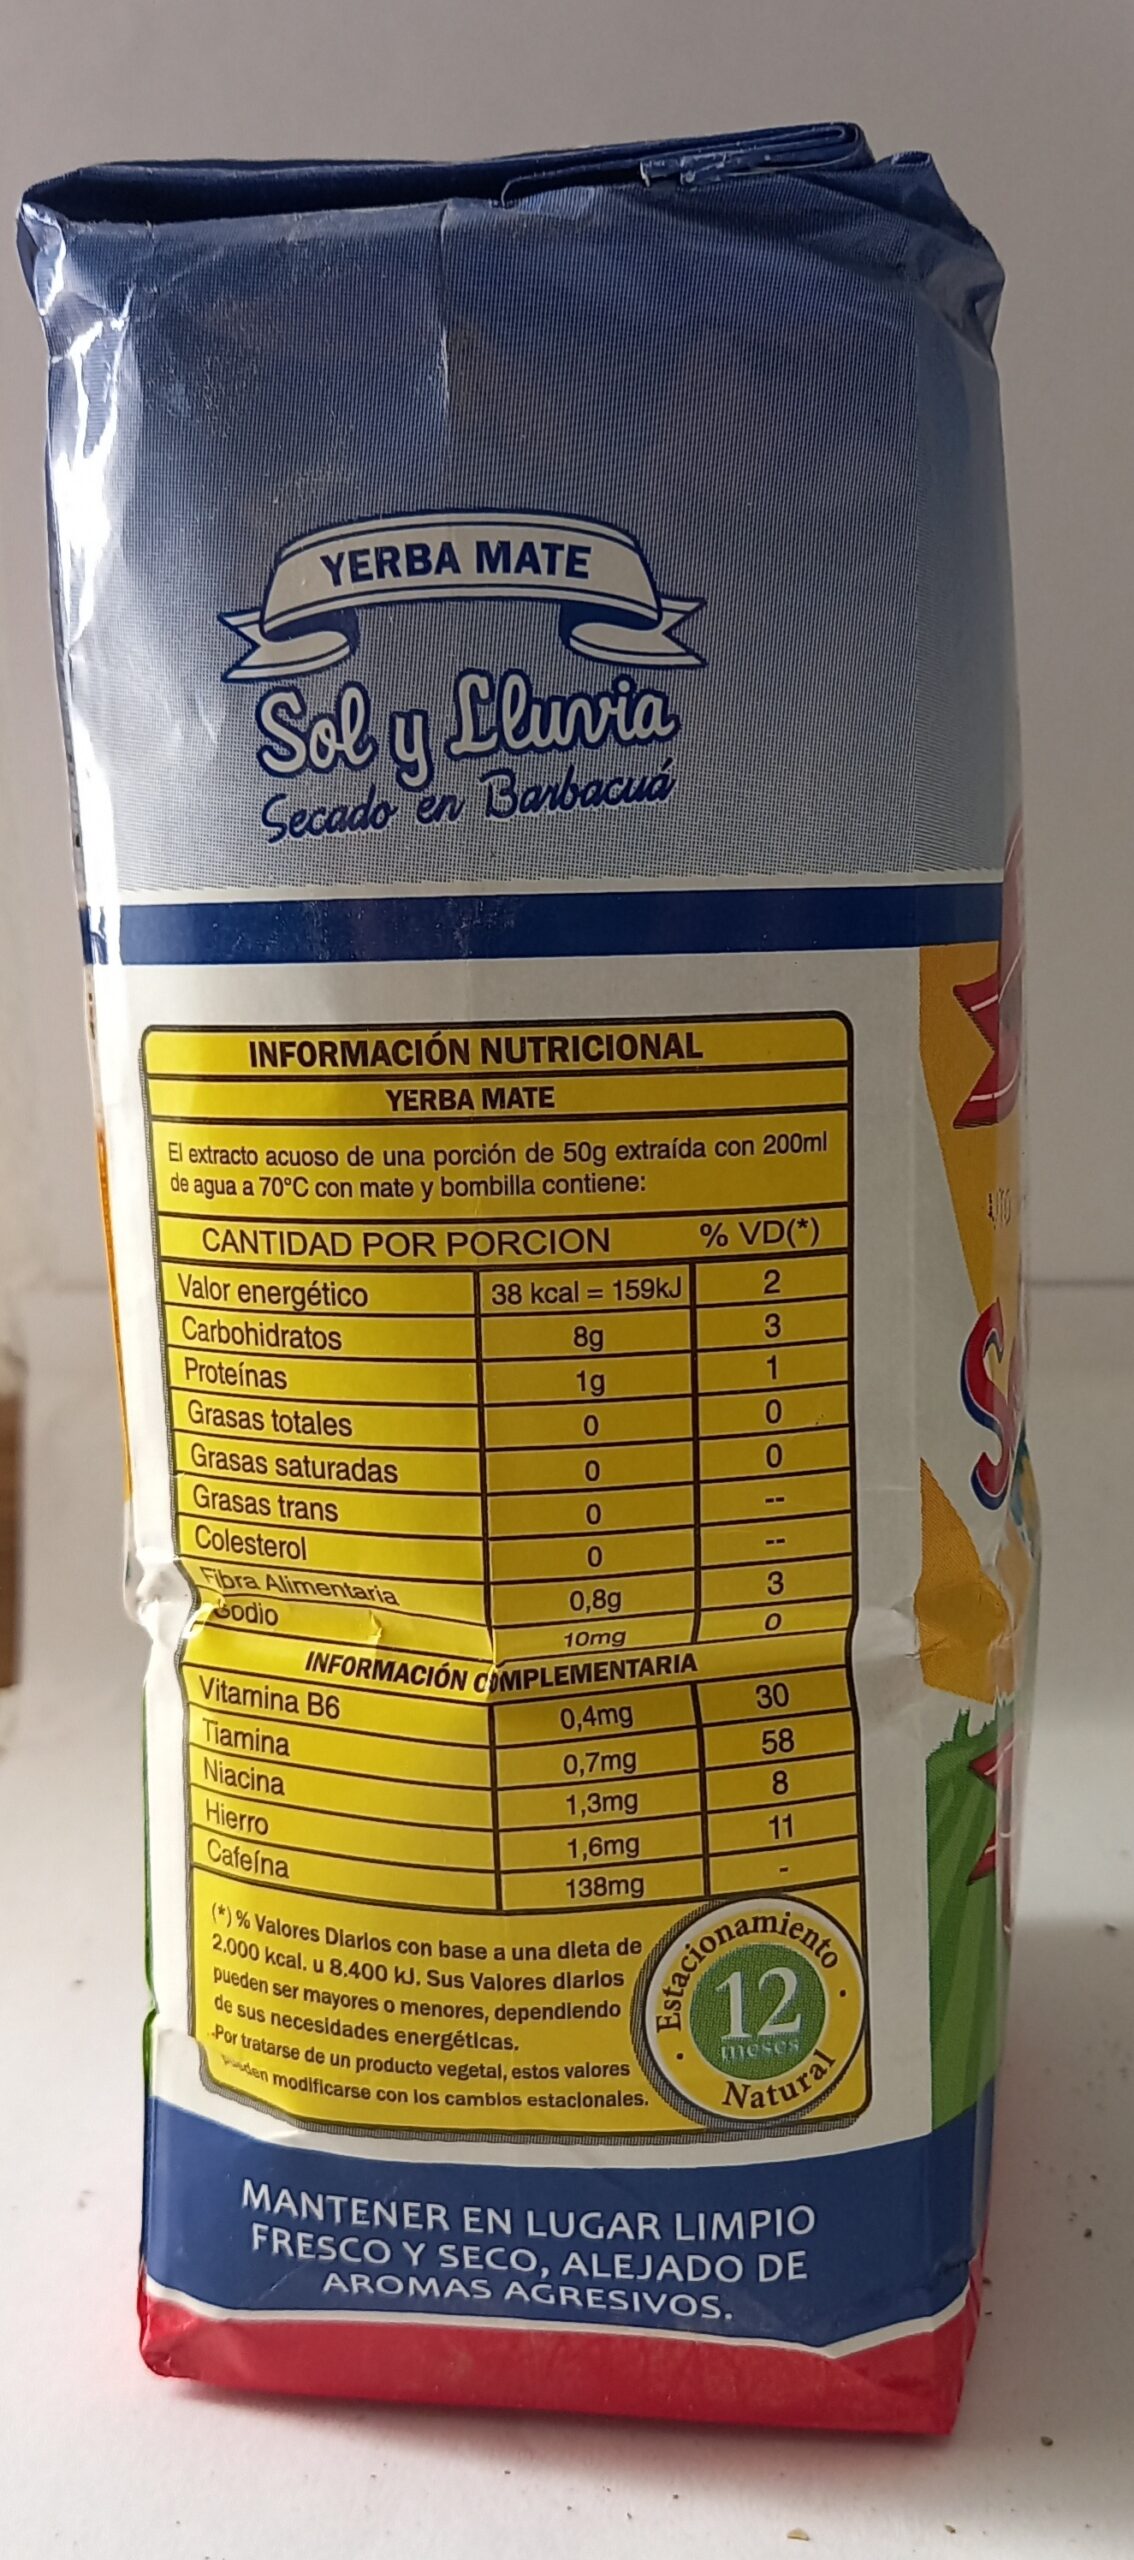 YERBA MATE
Sol y Lluvia
Secado en Barbacuá
INFORMACIÓN NUTRICIONAL
YERBA MATE
El extracto acuoso de una porción de 50g extraída con 200ml
de agua a 70°C con mate y bombilla contiene:
CANTIDAD POR PORCION % VD(*)
Valor energético 38 kcal = 159kJ 2
Carbohidratos 8g 3
Proteínas 1g 1
Grasas totales 0 0
Grasas saturadas 0 0
Grasas trans 0 --
Colesterol 0 --
Fibra Alimentaria 0,8g 3
Sodio 10mg 0
INFORMACIÓN COMPLEMENTARIA
Vitamina B6 0,4mg 30
Tiamina 0,7mg 58
Niacina 1,3mg 8
Hierro 1,6mg 11
Cafeína 138mg -
(*) % Valores Diarios con base a una dieta de
2.000 kcal. u 8.400 kJ. Sus Valores diarios
pueden ser mayores o menores, dependiendo
de sus necesidades energéticas.
-Por tratarse de un producto vegetal, estos valores
pueden modificarse con los cambios estacionales.
Estacionamiento
12
meses
Natural
MANTENER EN LUGAR LIMPIO
FRESCO Y SECO, ALEJADO DE
AROMAS AGRESIVOS.